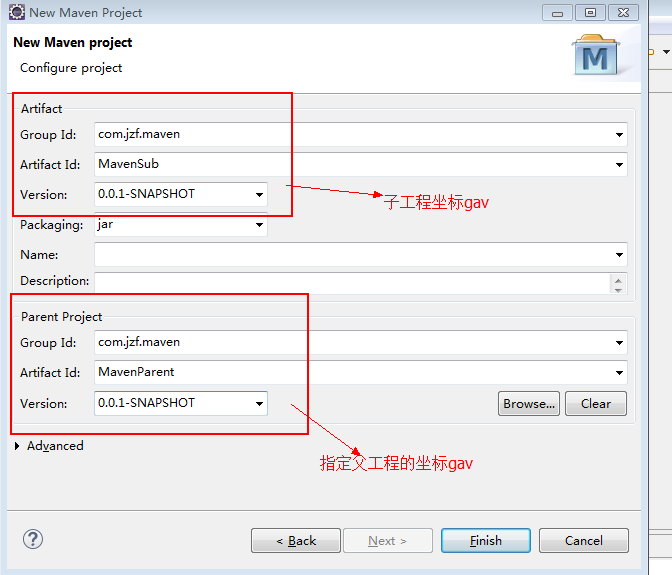 New Maven Project
New Maven project
Configure project
M
Artifact
Group Id: com.jzf.maven
Artifact Id: MavenSub
Version: 0.0.1-SNAPSHOT
子工程坐标gav
Packaging: jar
Name:
Description:
Parent Project
Group Id: com.jzf.maven
Artifact Id: MavenParent
Version: 0.0.1-SNAPSHOT Browse... Clear
Advanced
指定父工程的坐标gav
? < Back Next > Finish Cancel